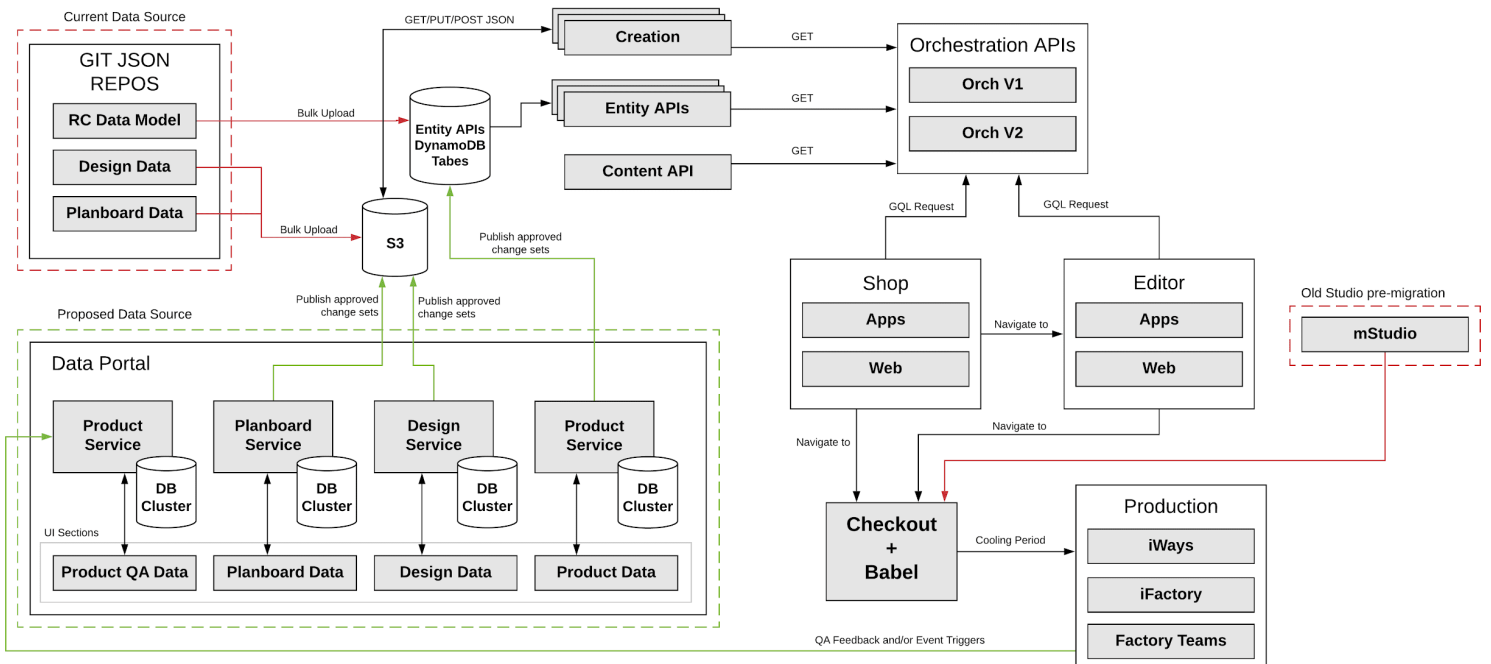 Current Data Source
GIT JSON
REPOS
RC Data Model
Design Data
Planboard Data
Bulk Upload
Bulk Upload
GET/PUT/POST JSON
Entity APIs
DynamoDB
Tabes
S3
Creation
Entity APIs
Content API
GET
GET
GET
Orchestration APIs
Orch V1
Orch V2
GQL Request
GQL Request
Publish approved
change sets
Publish approved
change sets
Publish approved
change sets
Proposed Data Source
Data Portal
Product
Service
DB
Cluster
Planboard
Service
DB
Cluster
Design
Service
DB
Cluster
Product
Service
DB
Cluster
UI Sections
Product QA Data
Planboard Data
Design Data
Product Data
Shop
Apps
Web
Navigate to
Editor
Apps
Web
Old Studio pre-migration
mStudio
Navigate to
Navigate to
Checkout
+
Babel
Cooling Period
Production
iWays
iFactory
Factory Teams
QA Feedback and/or Event Triggers